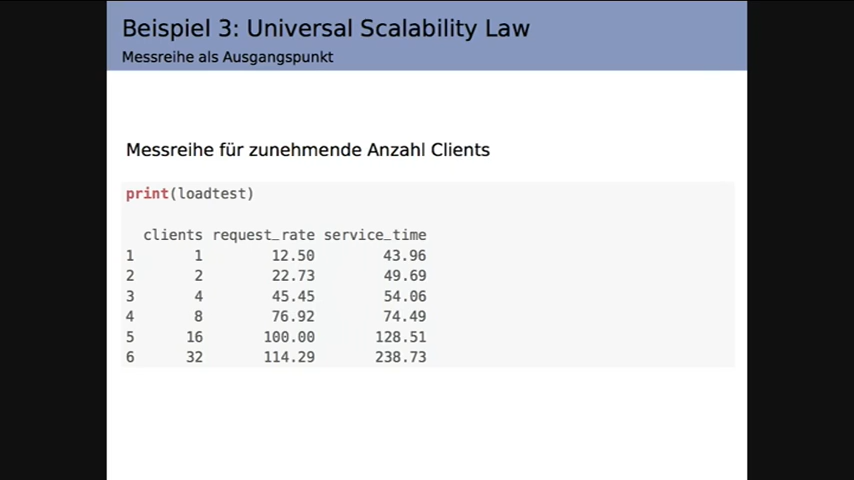 Beispiel 3: Universal Scalability Law
Messreihe als Ausgangspunkt
Messreihe für zunehmende Anzahl Clients
print(loadtest)
clients request_rate service_time
1 1 12.50 43.96
2 2 22.73 49.69
3 4 45.45 54.06
4 8 76.92 74.49
5 16 100.00 128.51
6 32 114.29 238.73